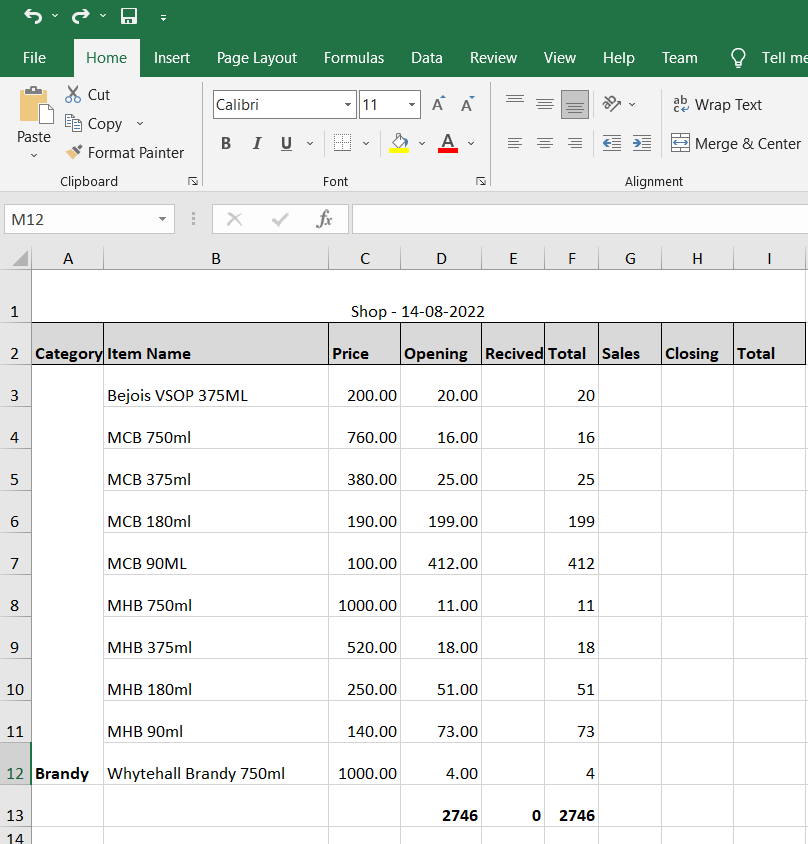 File Home Insert Page Layout Formulas Data Review View Help Team Tell me
Paste
Cut
Copy
Format Painter
Clipboard
Calibri 11 A A
B I U A
Font
ab Wrap Text
Merge & Center
Alignment
M12 fx
A B C D E F G H I
1 Shop - 14-08-2022
2 Category Item Name Price Opening Recived Total Sales Closing Total
3 Bejois VSOP 375ML 200.00 20.00 20
4 MCB 750ml 760.00 16.00 16
5 MCB 375ml 380.00 25.00 25
6 MCB 180ml 190.00 199.00 199
7 MCB 90ML 100.00 412.00 412
8 MHB 750ml 1000.00 11.00 11
9 MHB 375ml 520.00 18.00 18
10 MHB 180ml 250.00 51.00 51
11 MHB 90ml 140.00 73.00 73
12 Brandy Whytehall Brandy 750ml 1000.00 4.00 4
13 2746 0 2746
14